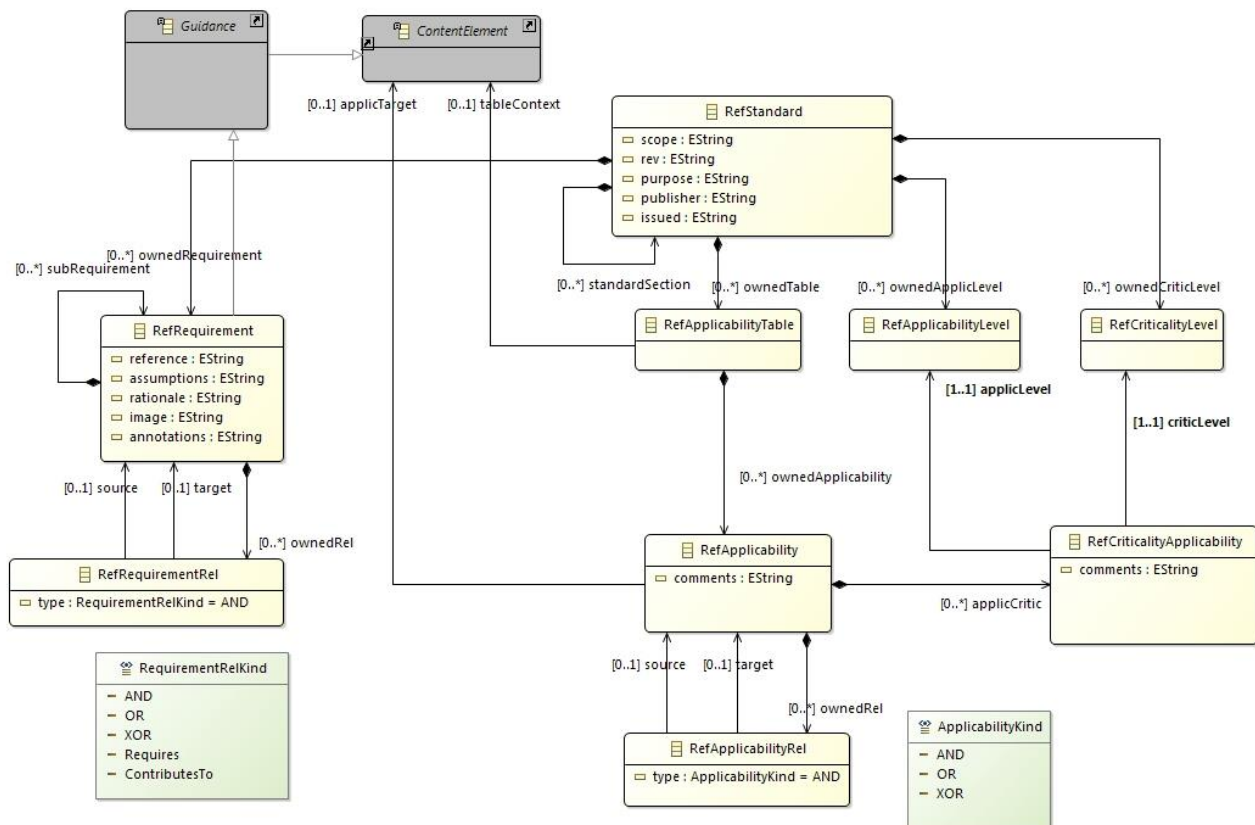 Guidance
ContentElement
[0..1] applicTarget
[0..1] tableContext
RefStandard
scope : EString
rev : EString
purpose : EString
publisher : EString
issued : EString
[0..*] ownedRequirement
[0..*] subRequirement
[0..*] standardSection
[0..*] ownedTable
[0..*] ownedApplicLevel
[0..*] ownedCriticLevel
RefRequirement
reference : EString
assumptions : EString
rationale : EString
image : EString
annotations : EString
RefApplicabilityTable
RefApplicabilityLevel
RefCriticalityLevel
[1..1] applicLevel
[1..1] criticLevel
[0..*] ownedApplicability
[0..1] source
[0..1] target
[0..*] ownedRel
RefRequirementRel
type : RequirementRelKind = AND
RefApplicability
comments : EString
RefCriticalityApplicability
comments : EString
[0..*] applicCritic
RequirementRelKind
AND
OR
XOR
Requires
ContributesTo
[0..1] source
[0..1] target
[0..*] ownedRel
RefApplicabilityRel
type : ApplicabilityKind = AND
ApplicabilityKind
AND
OR
XOR